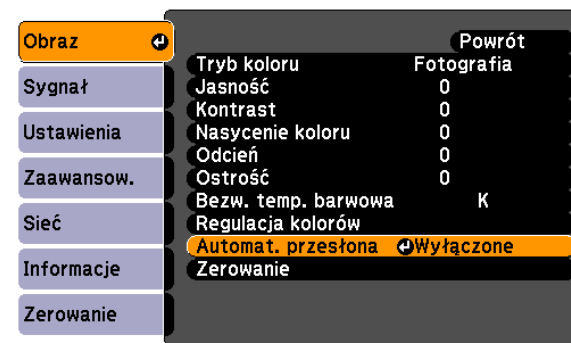 Obraz
Sygnał
Ustawienia
Zaawansow.
Sieć
Informacje
Zerowanie
Powrót
Tryb koloru Fotografia
Jasność 0
Kontrast 0
Nasycenie koloru 0
Odcień 0
Ostrość 0
Bezw. temp. barwowa K
Regulacja kolorów
Automat. przesłona Wyłączone
Zerowanie